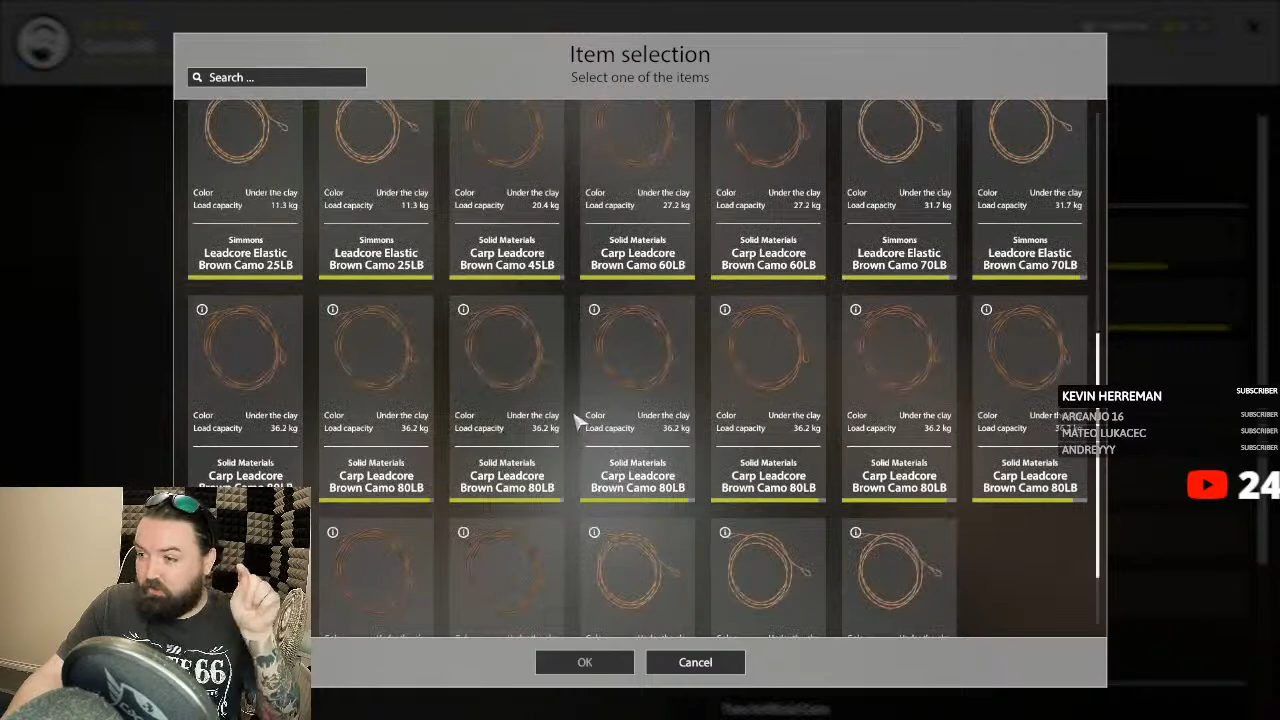 Item selection
Search ...
Select one of the items
Color Under the clay Color Under the clay Color Under the clay Color Under the clay Color Under the clay Color Under the clay Color Under the clay
Load capacity 11.3 kg Load capacity 11.3 kg Load capacity 20.4 kg Load capacity 27.2 kg Load capacity 27.2 kg Load capacity 31.7 kg Load capacity 31.7 kg
Simmons Simmons Solid Materials Solid Materials Solid Materials Simmons Simmons
Leadcore Elastic Leadcore Elastic Carp Leadcore Carp Leadcore Carp Leadcore Leadcore Elastic Leadcore Elastic
Brown Camo 25LB Brown Camo 25LB Brown Camo 45LB Brown Camo 60LB Brown Camo 60LB Brown Camo 70LB Brown Camo 70LB
KEVIN HERREMAN SUBSCRIBER
ARCANJO 16 SUBSCRIBER
MATEO LUKACEC SUBSCRIBER
ANDREYYY SUBSCRIBER
Color Under the clay Color Under the clay Color Under the clay Color Under the clay Color Under the clay Color Under the clay Color Under the
Load capacity 36.2 kg Load capacity 36.2 kg Load capacity 36.2 kg Load capacity 36.2 kg Load capacity 36.2 kg Load capacity 36.2 kg Load capacity
Solid Materials Solid Materials Solid Materials Solid Materials Solid Materials Solid Materials Solid Materials
Carp Leadcore Carp Leadcore Carp Leadcore Carp Leadcore Carp Leadcore Carp Leadcore Carp Leadcore
Brown Camo 80LB Brown Camo 80LB Brown Camo 80LB Brown Camo 80LB Brown Camo 80LB Brown Camo 80LB Brown Camo 80LB
24
66
OK Cancel